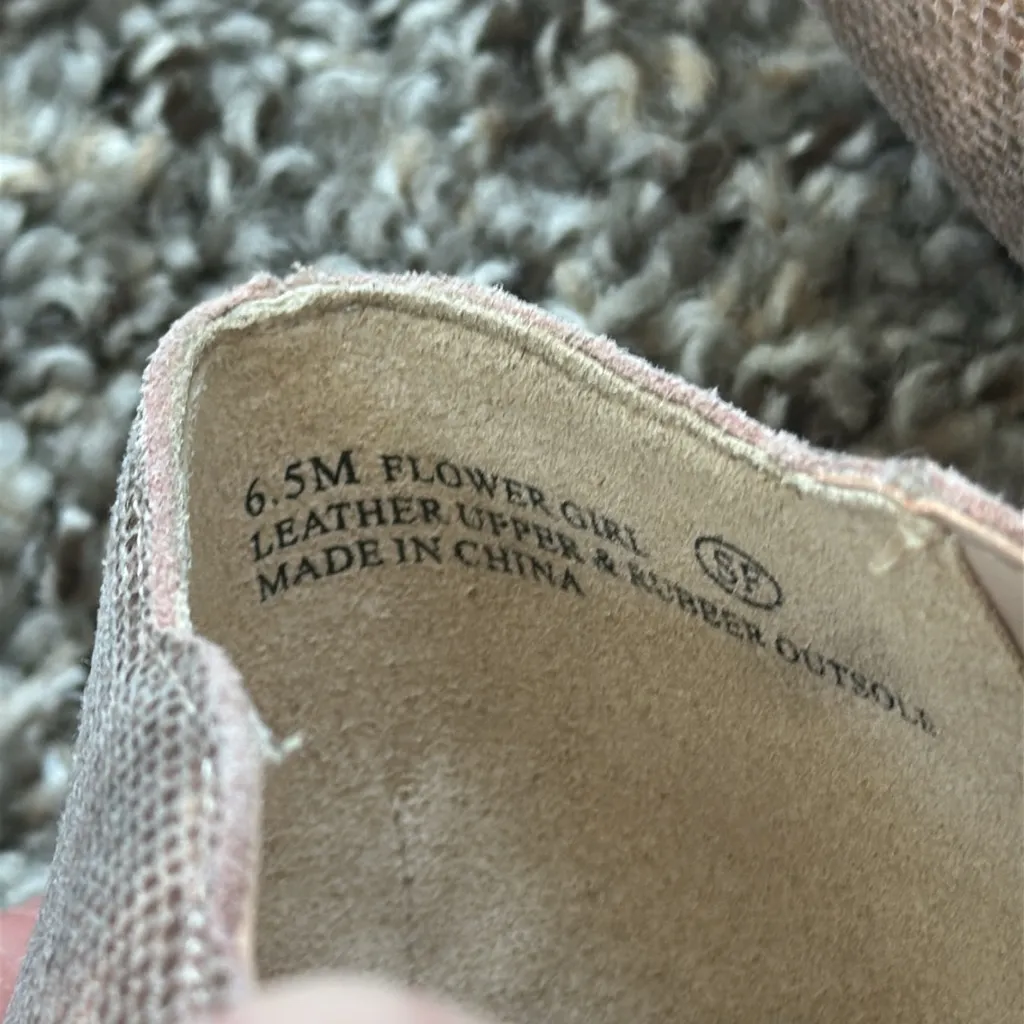 6.5M FLOWER GIRL SF
LEATHER UPPER & RUBBER OUTSOLE
MADE IN CHINA